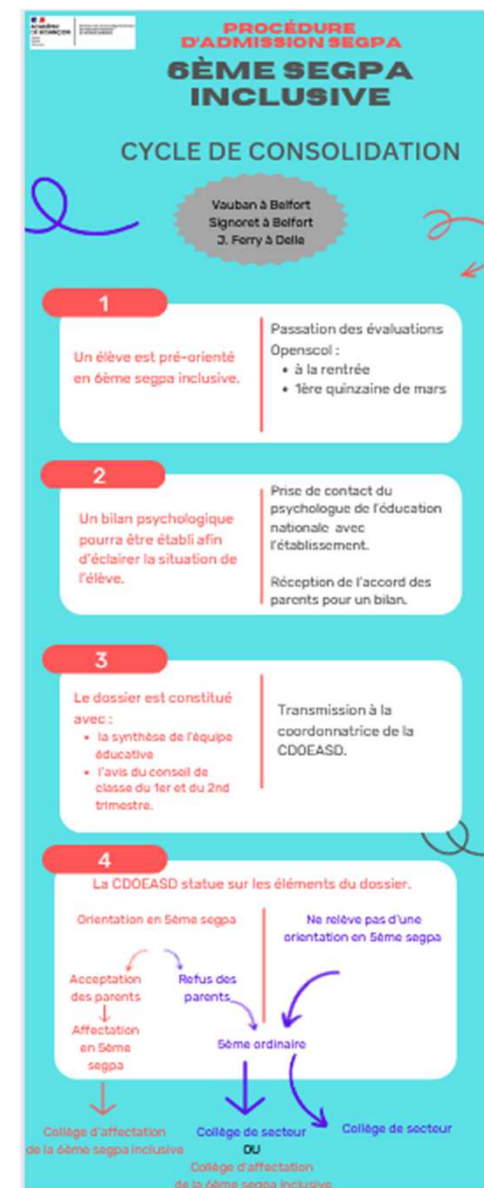 ACADÉMIE
DE BESANÇON
PROCÉDURE
D'ADMISSION SEGPA
6ÈME SEGPA
INCLUSIVE
CYCLE DE CONSOLIDATION
Vauban à Belfort
Signoret à Belfort
J. Ferry à Delle
1
Un élève est pré-orienté
en 6ème segpa inclusive.
Passation des évaluations
Openscol :
• à la rentrée
• 1ère quinzaine de mars
2
Un bilan psychologique
pourra être établi afin
d'éclairer la situation de
l'élève.
Prise de contact du
psychologue de l'éducation
nationale avec
l'établissement.
Réception de l'accord des
parents pour un bilan.
3
Le dossier est constitué
avec :
• la synthèse de l'équipe
éducative
• l'avis du conseil de
classe du 1er et du 2nd
trimestre.
Transmission à la
coordonnatrice de la
CDOEASD.
4
La CDOEASD statue sur les éléments du dossier.
Orientation en 5ème segpa
Ne relève pas d'une
orientation en 5ème segpa
Acceptation
des parents
Refus des
parents
Affectation
en 5ème
segpa
5ème ordinaire
Collège d'affectation
de la 6ème segpa inclusive
Collège de secteur
OU
Collège d'affectation
de la 6ème segpa inclusive
Collège de secteur